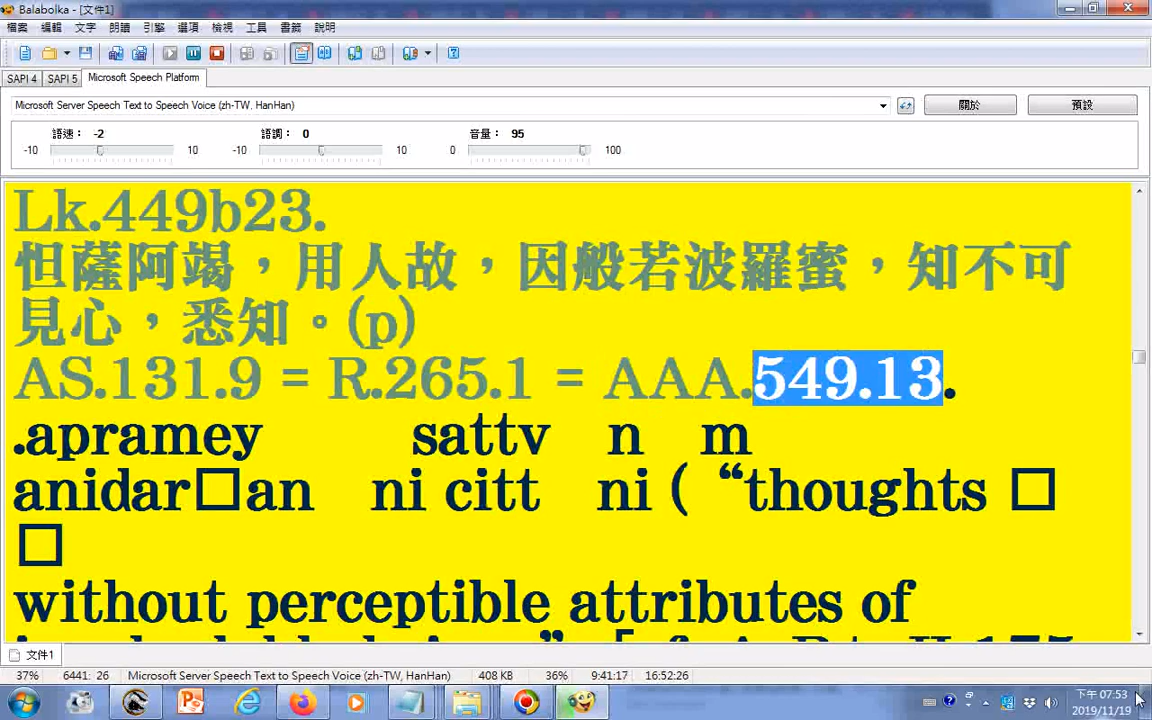 Balabolka - [文件1]
檔案 編輯 文字 朗讀 引擎 選項 檢視 工具 書籤 說明
SAPI 4 SAPI 5 Microsoft Speech Platform
Microsoft Server Speech Text to Speech Voice (zh-TW, HanHan) 關於 預設
語速： -2 語調： 0 音量： 95
-10 10 -10 10 0 100
Lk.449b23.
怛薩阿竭，用人故，因般若波羅蜜，知不可
見心，悉知。(p)
AS.131.9 = R.265.1 = AAA.549.13.
.apramey sattv n m
anidar□an ni citt ni ( “thoughts □
□
without perceptible attributes of
文件1
37% 6441: 26 Microsoft Server Speech Text to Speech Voice (zh-TW, HanHan) 408 KB 36% 9:41:17 16:52:26
下午 07:53
2019/11/19